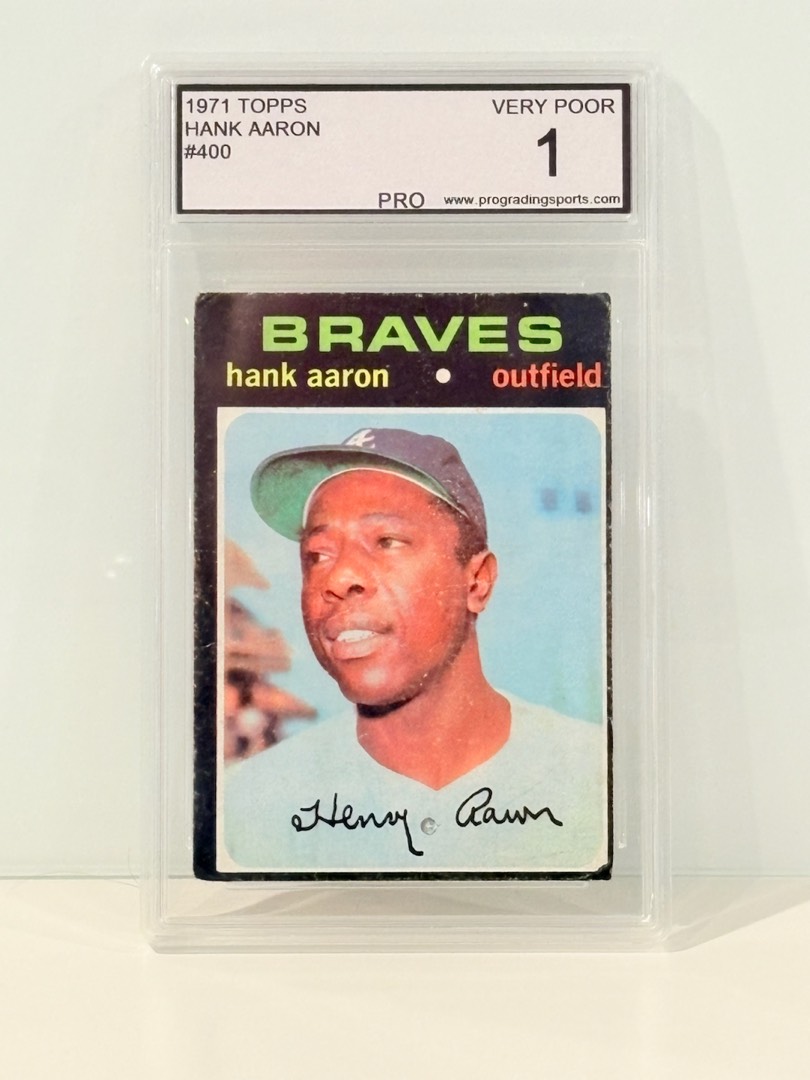 1971 TOPPS VERY POOR
HANK AARON
#400 1
PRO www.progradingsports.com
BRAVES
hank aaron • outfield
Henry Aaron